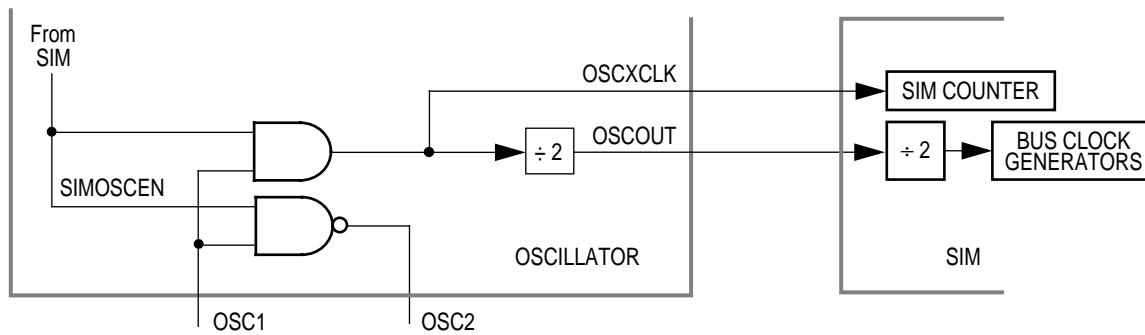 From
SIM
OSCXCLK
SIM COUNTER
OSCOUT
÷ 2
÷ 2
BUS CLOCK
GENERATORS
SIMOSCEN
OSCILLATOR
SIM
OSC1
OSC2